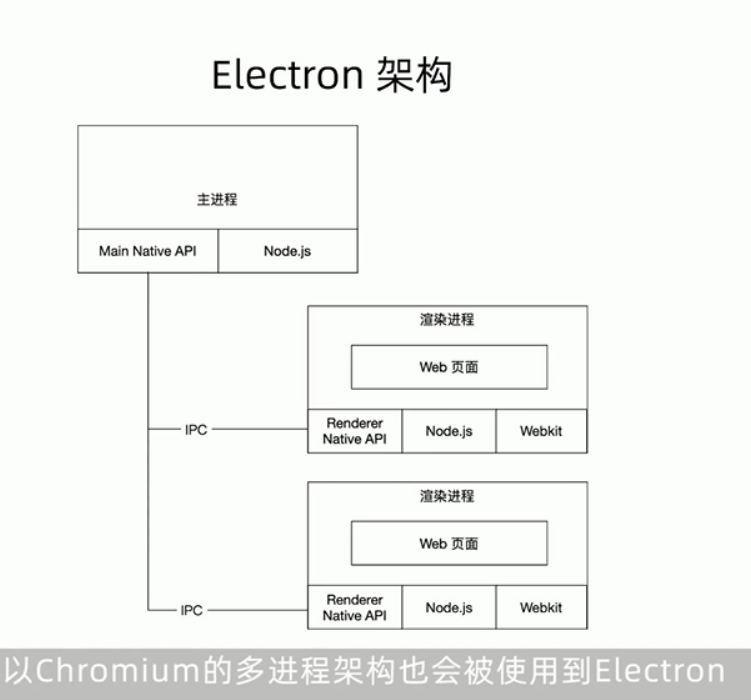 Electron 架构
主进程
Main Native API
Node.js
渲染进程
Web 页面
IPC
Renderer
Native API
Node.js
Webkit
渲染进程
Web 页面
IPC
Renderer
Native API
Node.js
Webkit
以Chromium的多进程架构也会被使用到Electron